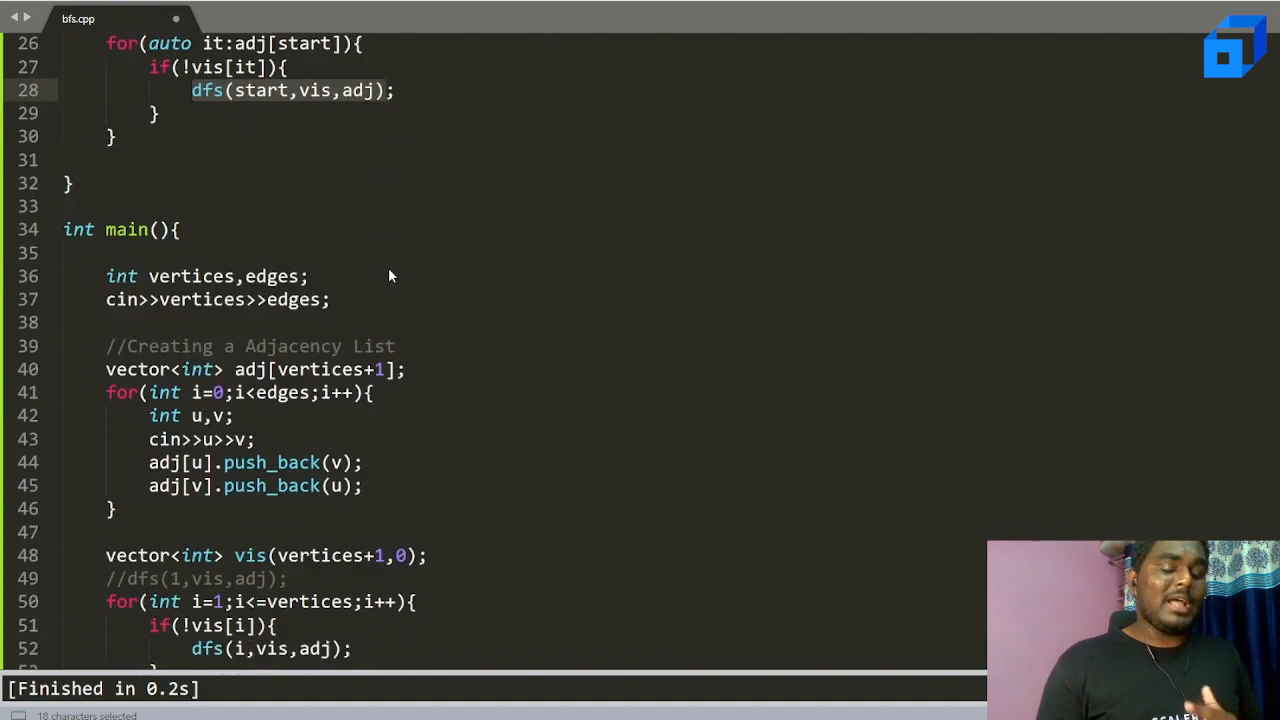 bfs.cpp
26 for(auto it:adj[start]){
27 if(!vis[it]){
28 dfs(start,vis,adj);
29 }
30 }
31
32 }
33
34 int main(){
35
36 int vertices,edges;
37 cin>>vertices>>edges;
38
39 //Creating a Adjacency List
40 vector<int> adj[vertices+1];
41 for(int i=0;i<edges;i++){
42 int u,v;
43 cin>>u>>v;
44 adj[u].push_back(v);
45 adj[v].push_back(u);
46 }
47
48 vector<int> vis(vertices+1,0);
49 //dfs(1,vis,adj);
50 for(int i=1;i<=vertices;i++){
51 if(!vis[i]){
52 dfs(i,vis,adj);
}
[Finished in 0.2s]
18 characters selected
SCALER